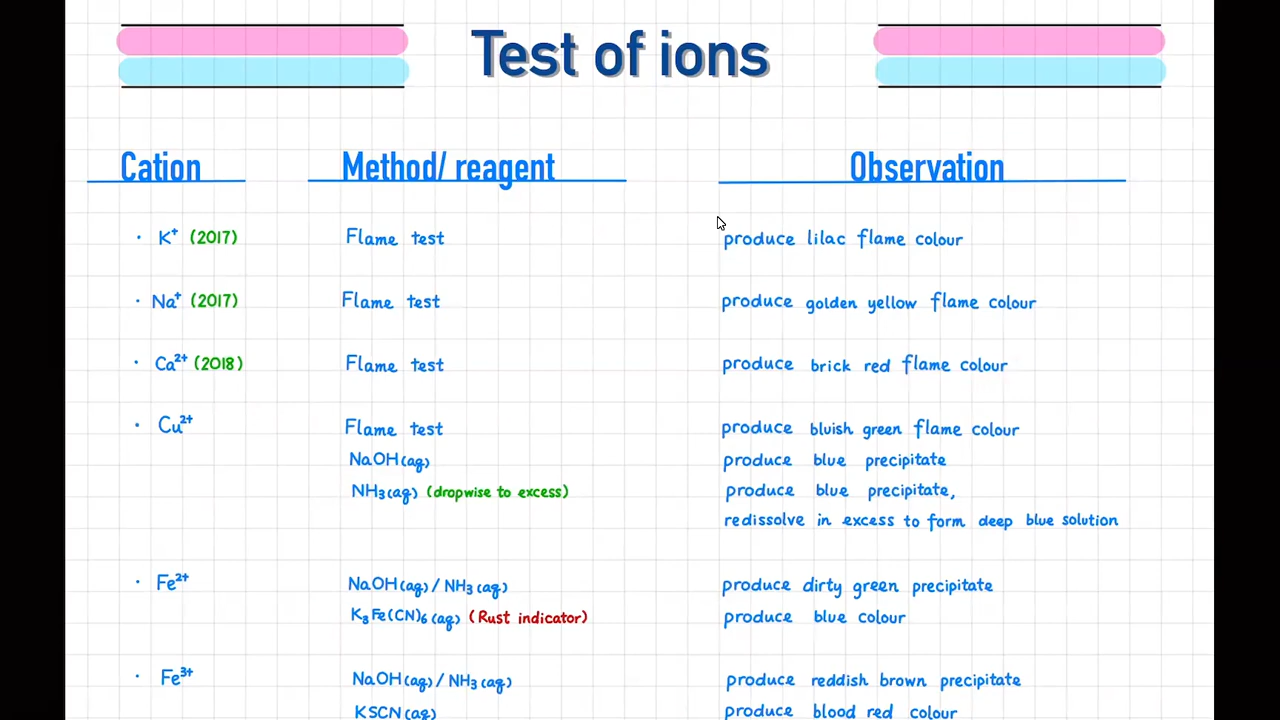 Test of ions
Cation Method/ reagent Observation
· K⁺ (2017) Flame test produce lilac flame colour
· Na⁺ (2017) Flame test produce golden yellow flame colour
· Ca²⁺ (2018) Flame test produce brick red flame colour
· Cu²⁺ Flame test produce bluish green flame colour
NaOH(aq) produce blue precipitate
NH₃(aq) (dropwise to excess) produce blue precipitate,
redissolve in excess to form deep blue solution
· Fe²⁺ NaOH(aq) / NH₃(aq) produce dirty green precipitate
K₃Fe(CN)₆(aq) (Rust indicator) produce blue colour
· Fe³⁺ NaOH(aq) / NH₃(aq) produce reddish brown precipitate
KSCN(aq) produce blood red colour